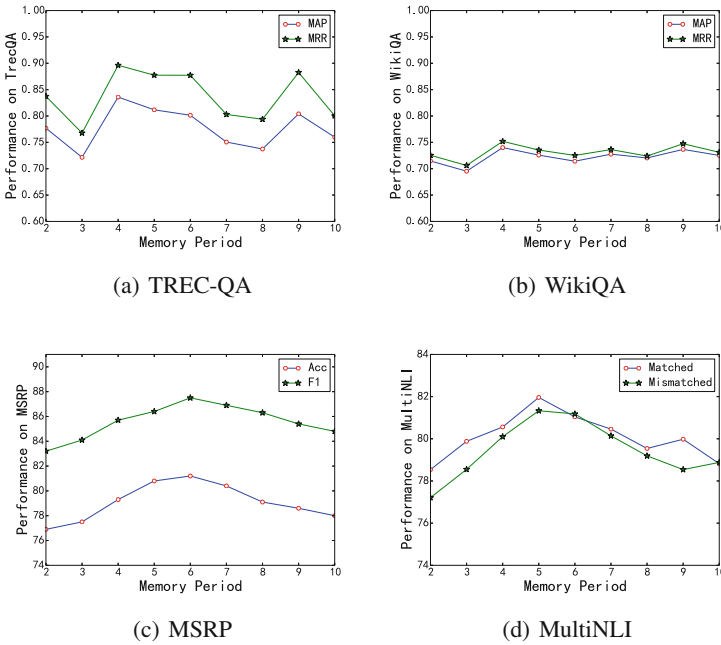 1.00
0.95
0.90
0.85
0.80
0.75
0.70
0.65
0.60
Performance on TrecQA
MAP
MRR
2 3 4 5 6 7 8 9 10
Memory Period
(a) TREC-QA
1.00
0.95
0.90
0.85
0.80
0.75
0.70
0.65
0.60
Performance on WikiQA
MAP
MRR
2 3 4 5 6 7 8 9 10
Memory Period
(b) WikiQA
90
88
86
84
82
80
78
76
74
Performance on MSRP
Acc
F1
2 3 4 5 6 7 8 9 10
Memory Period
(c) MSRP
84
82
80
78
76
74
Performance on MultiNLI
Matched
Mismatched
2 3 4 5 6 7 8 9 10
Memory Period
(d) MultiNLI